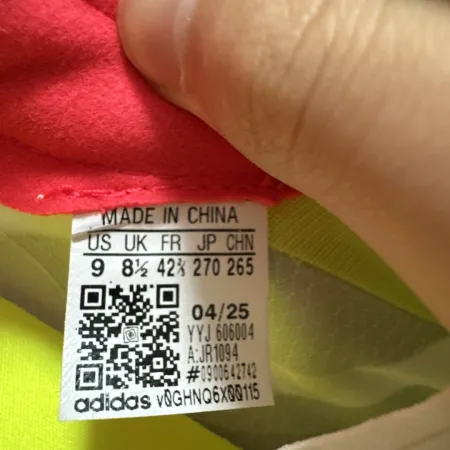 MADE IN CHINA
US UK FR JP CHN
9 8½ 42⅔ 270 265
04/25
YYJ 606004
A:JR1094
#0900642742
adidas v0GHNQ6X00115